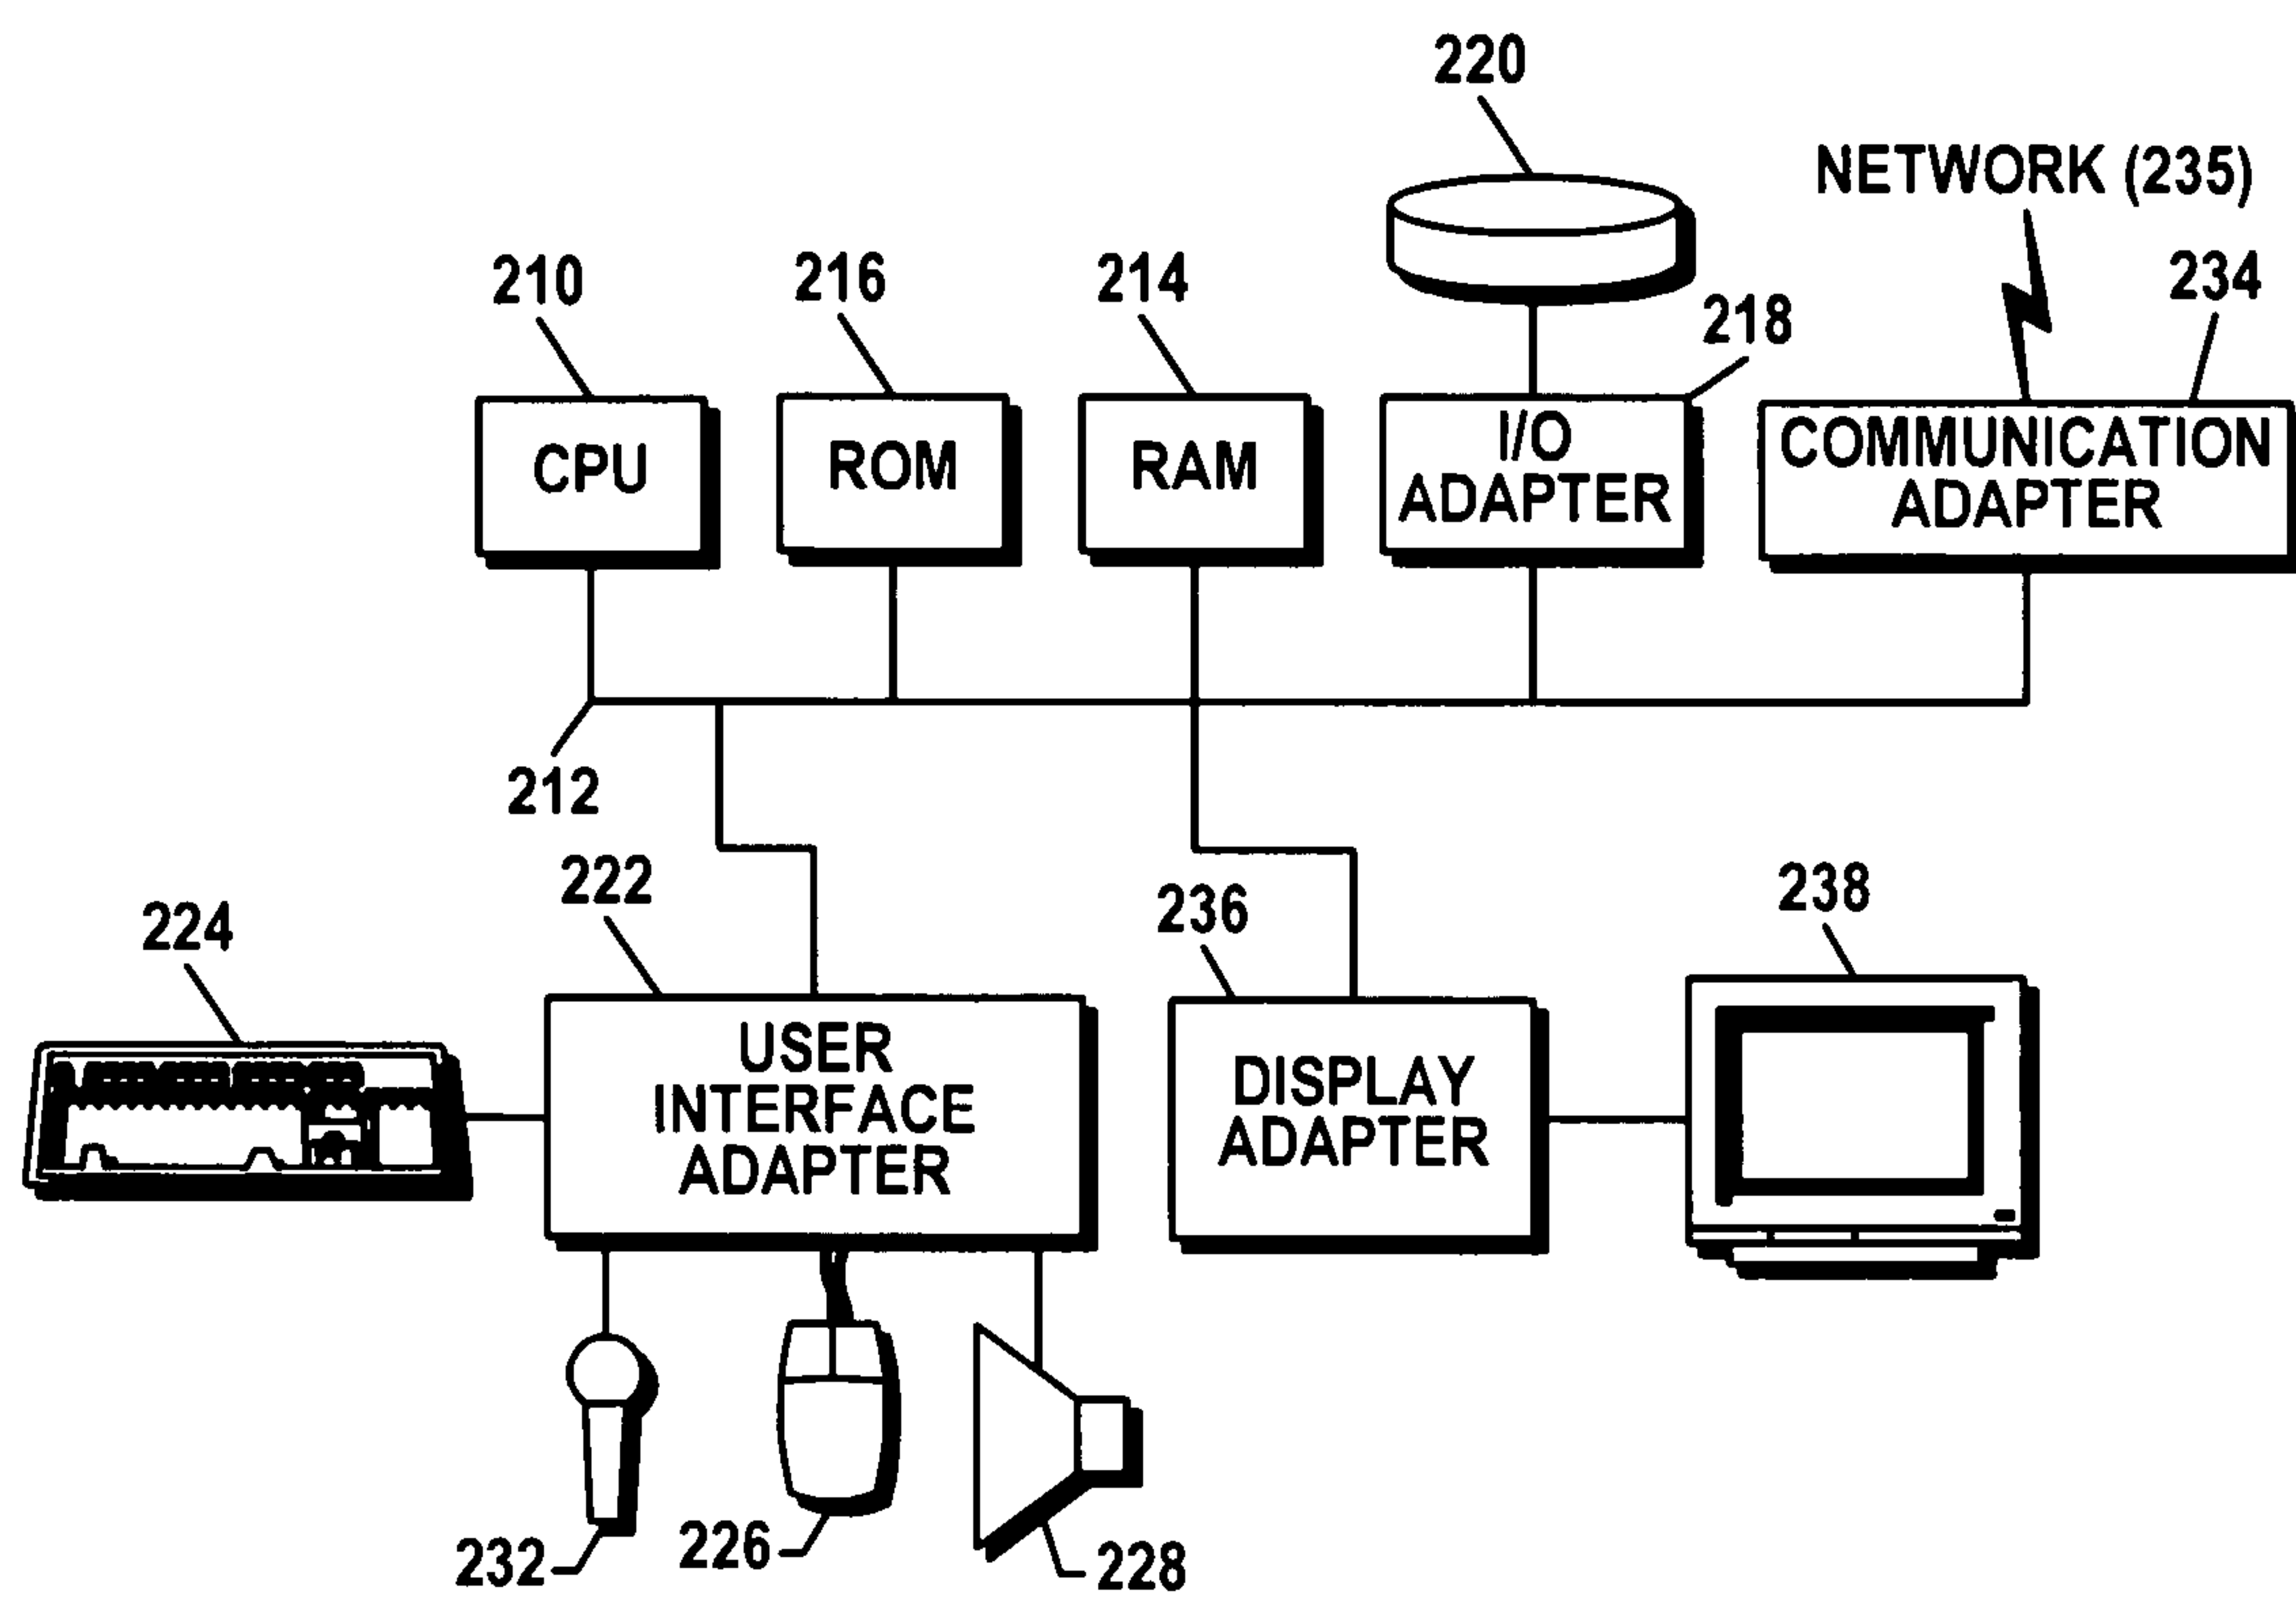 220
NETWORK (235)
210
216
214
218
234
CPU
ROM
RAM
I/O
ADAPTER
COMMUNICATION
ADAPTER
212
222
224
236
238
USER
INTERFACE
ADAPTER
DISPLAY
ADAPTER
232
226
228